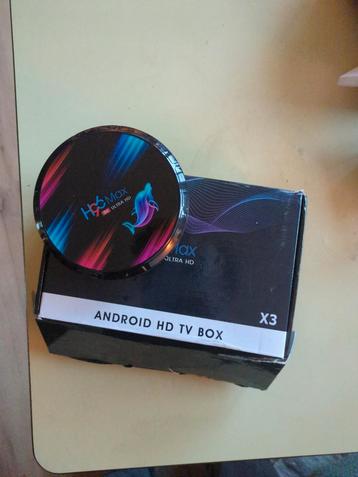 H96 Max
ULTRA HD
Max
ULTRA HD
X3
ANDROID HD TV BOX